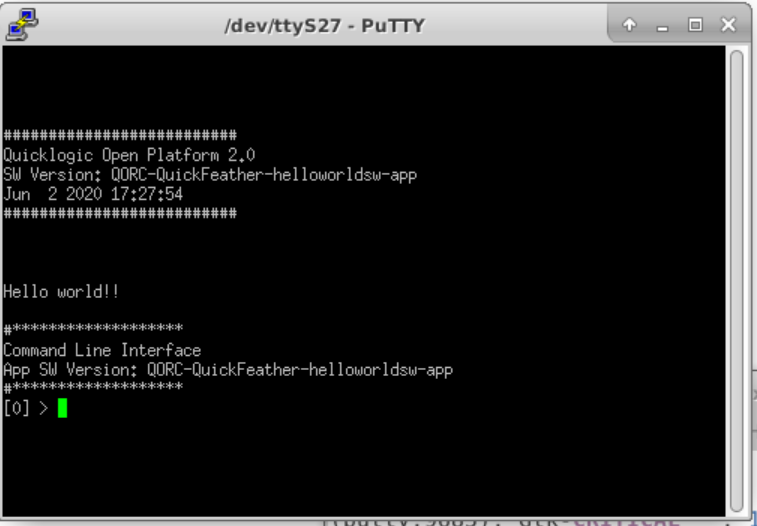 /dev/ttyS27 - PuTTY
##########################
Quicklogic Open Platform 2.0
SW Version: QORC-QuickFeather-helloworldsw-app
Jun  2 2020 17:27:54
##########################
Hello world!!
#*******************
Command Line Interface
App SW Version: QORC-QuickFeather-helloworldsw-app
#*******************
[0] >